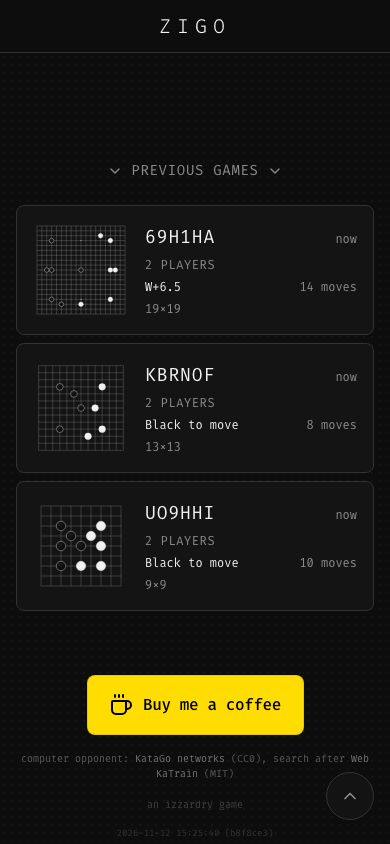 ZIGO
PREVIOUS GAMES
69H1HA
now
2 PLAYERS
W+6.5
14 moves
19×19
KBRNOF
now
2 PLAYERS
Black to move
8 moves
13×13
UO9HHI
now
2 PLAYERS
Black to move
10 moves
9×9
Buy me a coffee
computer opponent: KataGo networks (CC0), search after Web
KaTrain (MIT)
an izzardry game
2026-11-12 15:25:40 (b0f8ce3)